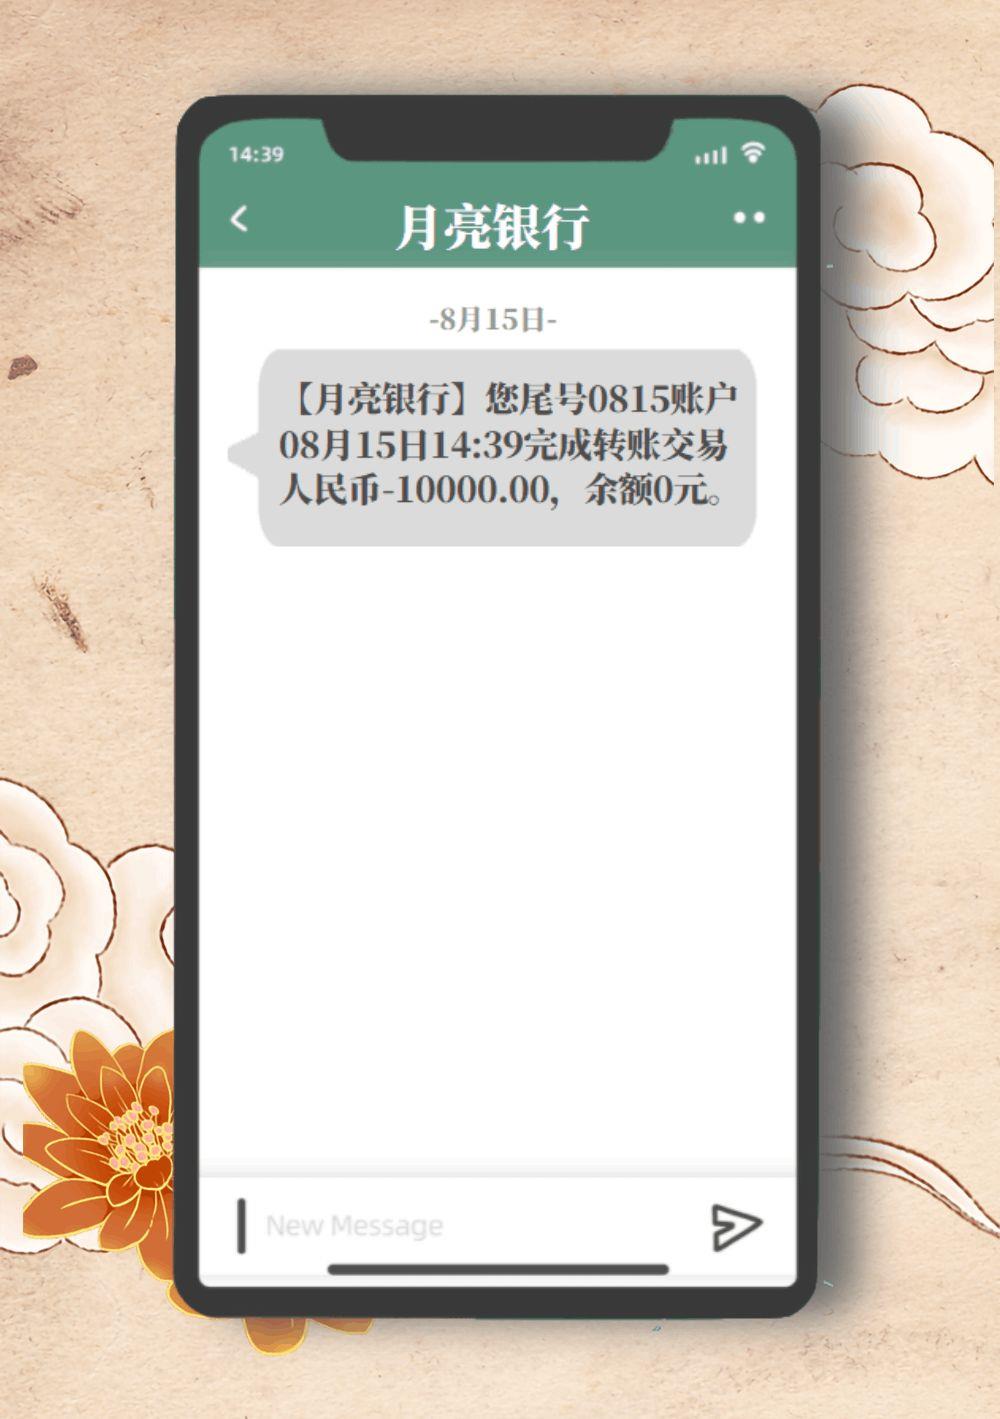 14:39
月亮银行
-8月15日-
【月亮银行】您尾号0815账户
08月15日14:39完成转账交易
人民币-10000.00，余额0元。
New Message